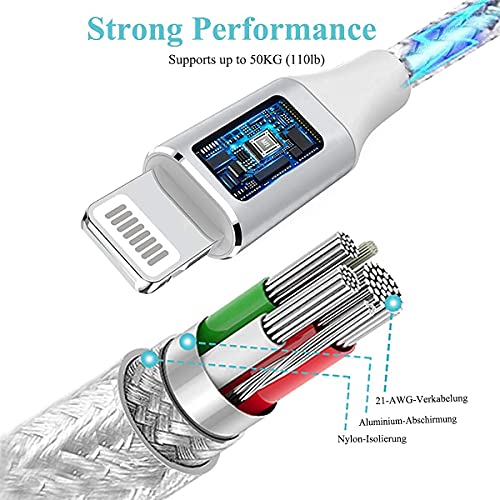 Strong Performance
Supports up to 50KG (110lb)
21-AWG-Verkabelung
Aluminium-Abschirmung
Nylon-Isolierung